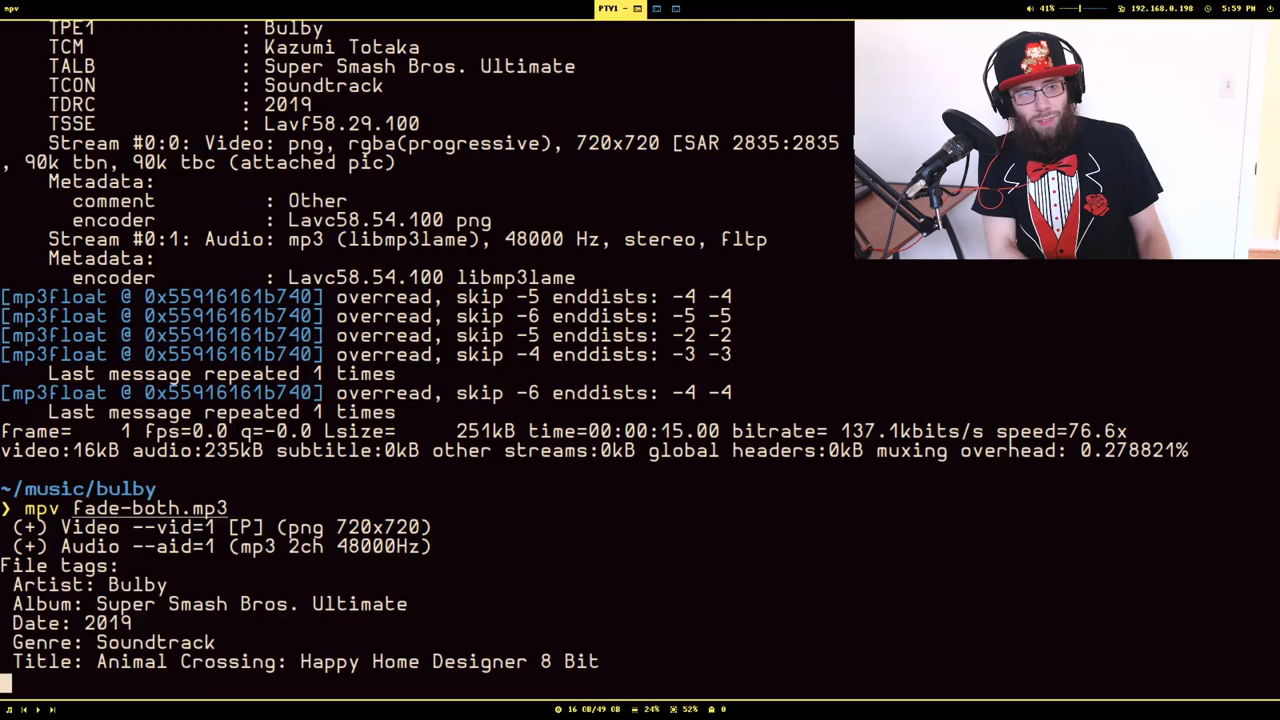 mpv
PTY1 -
41%
192.168.0.198
5:59 PM
TPE1 : Bulby
TCM : Kazumi Totaka
TALB : Super Smash Bros. Ultimate
TCON : Soundtrack
TDRC : 2019
TSSE : Lavf58.29.100
Stream #0:0: Video: png, rgba(progressive), 720x720 [SAR 2835:2835
, 90k tbn, 90k tbc (attached pic)
Metadata:
comment : Other
encoder : Lavc58.54.100 png
Stream #0:1: Audio: mp3 (libmp3lame), 48000 Hz, stereo, fltp
Metadata:
encoder : Lavc58.54.100 libmp3lame
[mp3float @ 0x55916161b740] overread, skip -5 enddists: -4 -4
[mp3float @ 0x55916161b740] overread, skip -6 enddists: -5 -5
[mp3float @ 0x55916161b740] overread, skip -5 enddists: -2 -2
[mp3float @ 0x55916161b740] overread, skip -4 enddists: -3 -3
Last message repeated 1 times
[mp3float @ 0x55916161b740] overread, skip -6 enddists: -4 -4
Last message repeated 1 times
frame= 1 fps=0.0 q=-0.0 Lsize= 251kB time=00:00:15.00 bitrate= 137.1kbits/s speed=76.6x
video:16kB audio:235kB subtitle:0kB other streams:0kB global headers:0kB muxing overhead: 0.278821%
~/music/bulby
❯ mpv fade-both.mp3
(+) Video --vid=1 [P] (png 720x720)
(+) Audio --aid=1 (mp3 2ch 48000Hz)
File tags:
Artist: Bulby
Album: Super Smash Bros. Ultimate
Date: 2019
Genre: Soundtrack
Title: Animal Crossing: Happy Home Designer 8 Bit
16 GB/49 GB
24%
52%
0